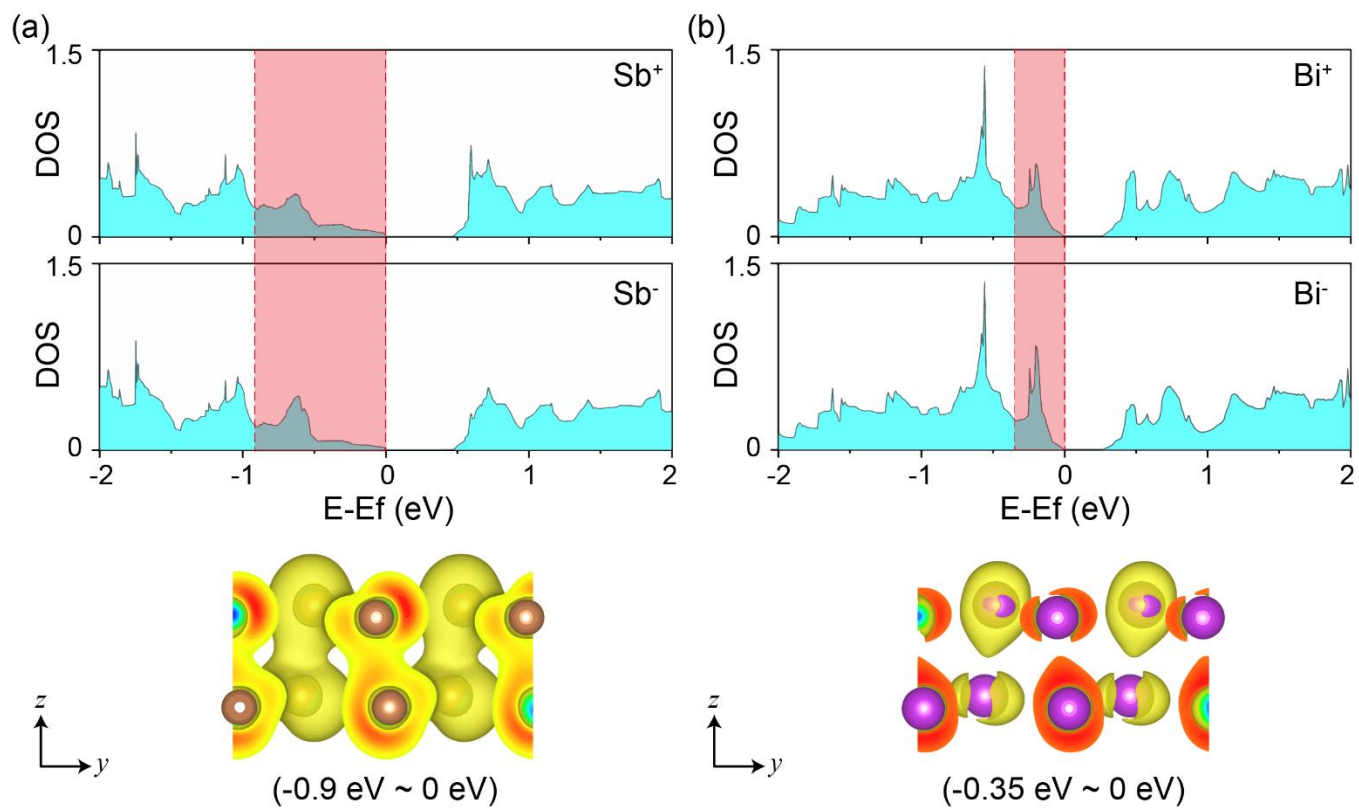 (a)
1.5
DOS
0
Sb⁺
1.5
DOS
0
Sb⁻
-2
-1
0
1
2
E-Ef (eV)
z
y
(-0.9 eV ~ 0 eV)
(b)
1.5
DOS
0
Bi⁺
1.5
DOS
0
Bi⁻
-2
-1
0
1
2
E-Ef (eV)
z
y
(-0.35 eV ~ 0 eV)